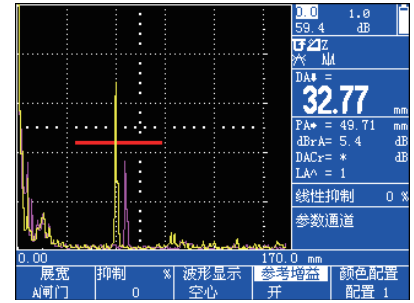 0.0 1.0
59.4 dB
DA⬇ =
32.77 mm
PA♦ = 49.71 mm
dBrA= 5.4 dB
DACr= * dB
LA^ = 1
线性抑制 0 %
参数通道
0.00 170.0 mm
展宽 抑制 % 波形显示 参考增益 颜色配置
A闸门 0 空心 开 配置 1